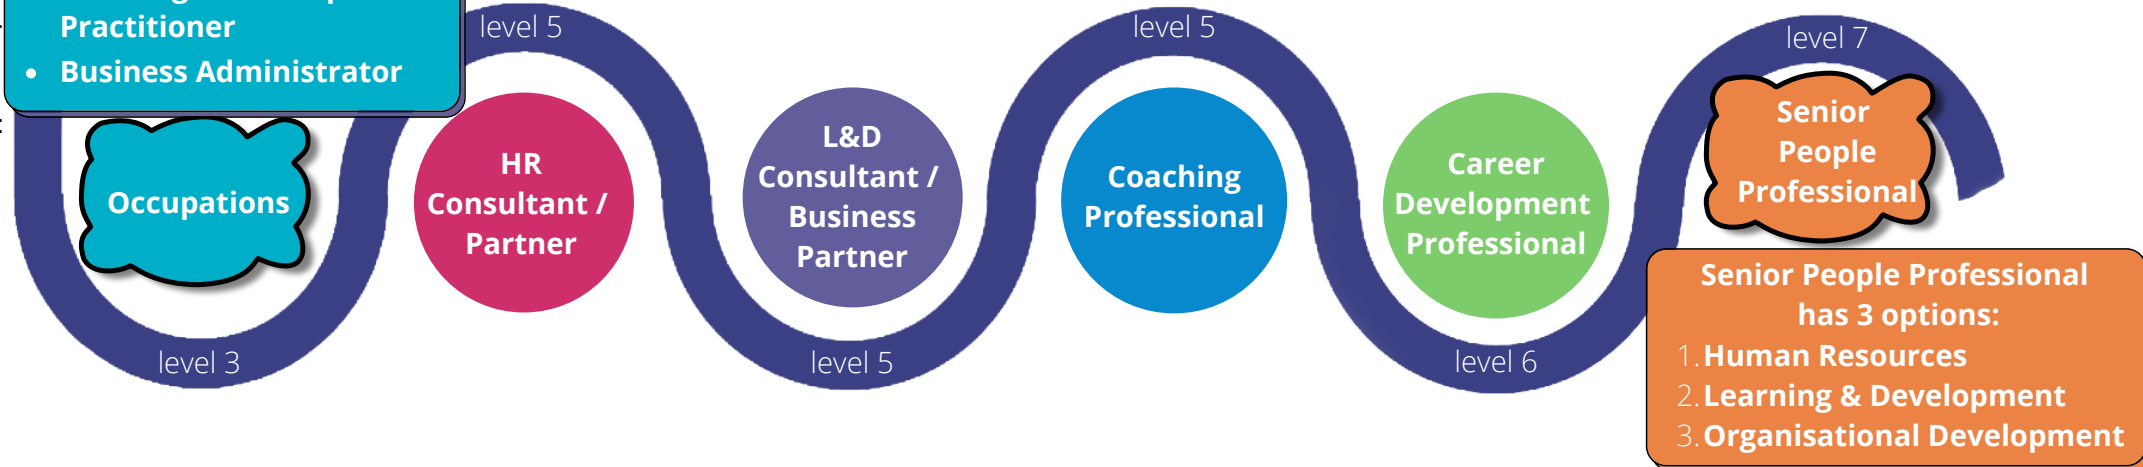 Practitioner
• Business Administrator
Occupations
level 3
level 5
HR
Consultant /
Partner
L&D
Consultant /
Business
Partner
level 5
level 5
Coaching
Professional
Career
Development
Professional
level 6
level 7
Senior
People
Professional
Senior People Professional
has 3 options:
1. Human Resources
2. Learning & Development
3. Organisational Development